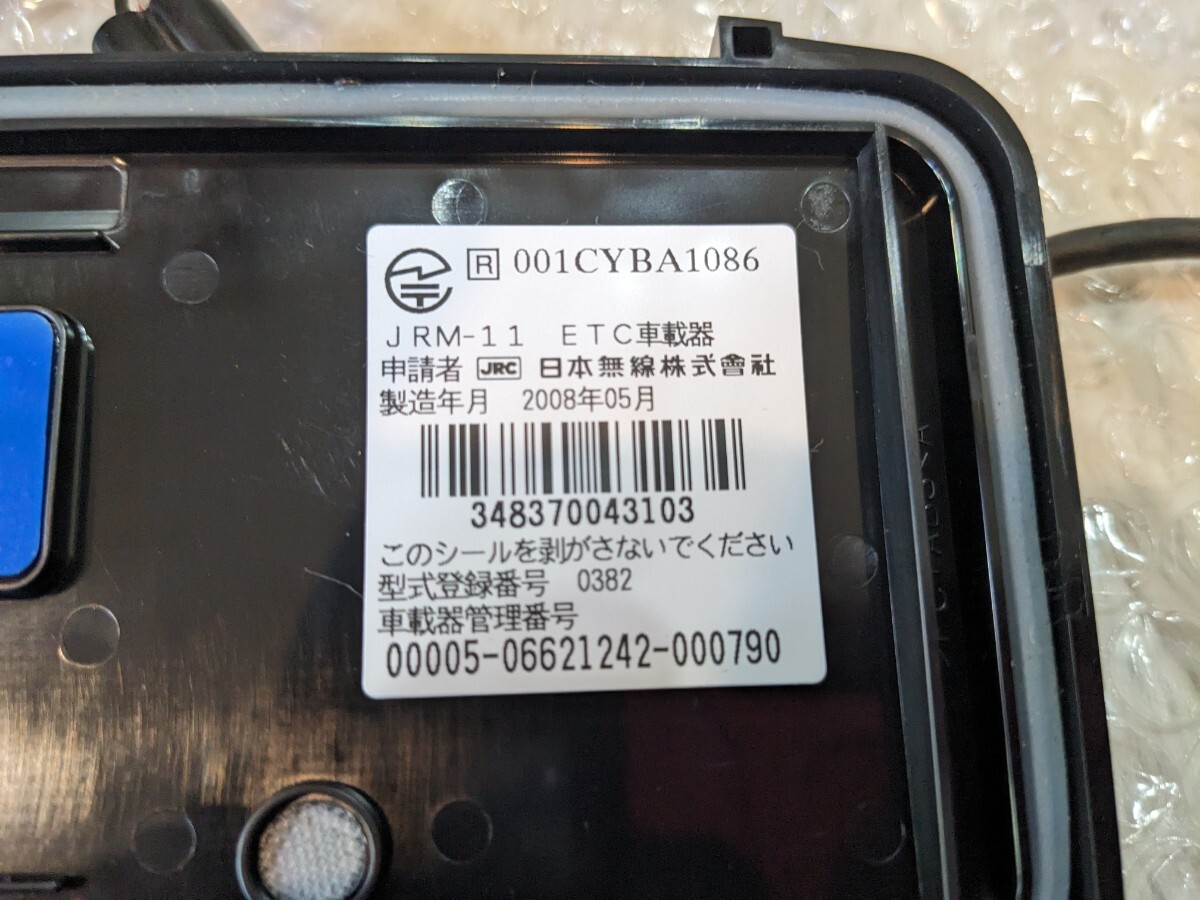 R 001CYBA1086
JRM-11 ETC車載器
申請者 JRC 日本無線株式會社
製造年月 2008年05月
348370043103
このシールを剥がさないでください
型式登録番号 0382
車載器管理番号
00005-06621242-000790